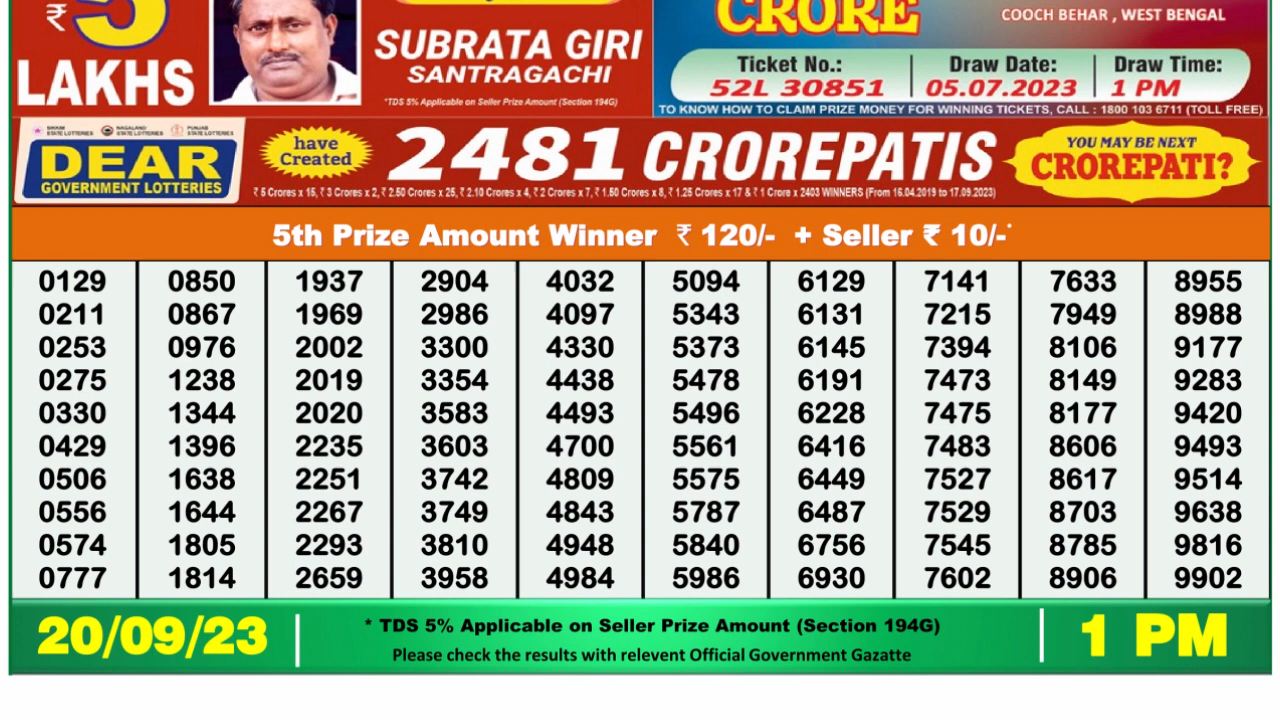 ₹ 5
LAKHS
SUBRATA GIRI
SANTRAGACHI
*TDS 5% Applicable on Seller Prize Amount (Section 194G)
CRORE
COOCH BEHAR , WEST BENGAL
Ticket No.: Draw Date: Draw Time:
52L 30851 05.07.2023 1 PM
TO KNOW HOW TO CLAIM PRIZE MONEY FOR WINNING TICKETS, CALL : 1800 103 6711 (TOLL FREE)
SIKKIM STATE LOTTERIES NAGALAND STATE LOTTERIES PUNJAB STATE LOTTERIES
DEAR
GOVERNMENT LOTTERIES
have
Created
2481 CROREPATIS
₹ 5 Crores x 15, ₹ 3 Crores x 2, ₹ 2.50 Crores x 25, ₹ 2.10 Crores x 4, ₹ 2 Crores x 7, ₹ 1.50 Crores x 8, ₹ 1.25 Crores x 17 & ₹ 1 Crore x 2403 WINNERS (From 16.04.2019 to 17.09.2023)
YOU MAY BE NEXT
CROREPATI?
5th Prize Amount Winner ₹ 120/- + Seller ₹ 10/-*
0129 0850 1937 2904 4032 5094 6129 7141 7633 8955
0211 0867 1969 2986 4097 5343 6131 7215 7949 8988
0253 0976 2002 3300 4330 5373 6145 7394 8106 9177
0275 1238 2019 3354 4438 5478 6191 7473 8149 9283
0330 1344 2020 3583 4493 5496 6228 7475 8177 9420
0429 1396 2235 3603 4700 5561 6416 7483 8606 9493
0506 1638 2251 3742 4809 5575 6449 7527 8617 9514
0556 1644 2267 3749 4843 5787 6487 7529 8703 9638
0574 1805 2293 3810 4948 5840 6756 7545 8785 9816
0777 1814 2659 3958 4984 5986 6930 7602 8906 9902
20/09/23
* TDS 5% Applicable on Seller Prize Amount (Section 194G)
Please check the results with relevent Official Government Gazatte
1 PM